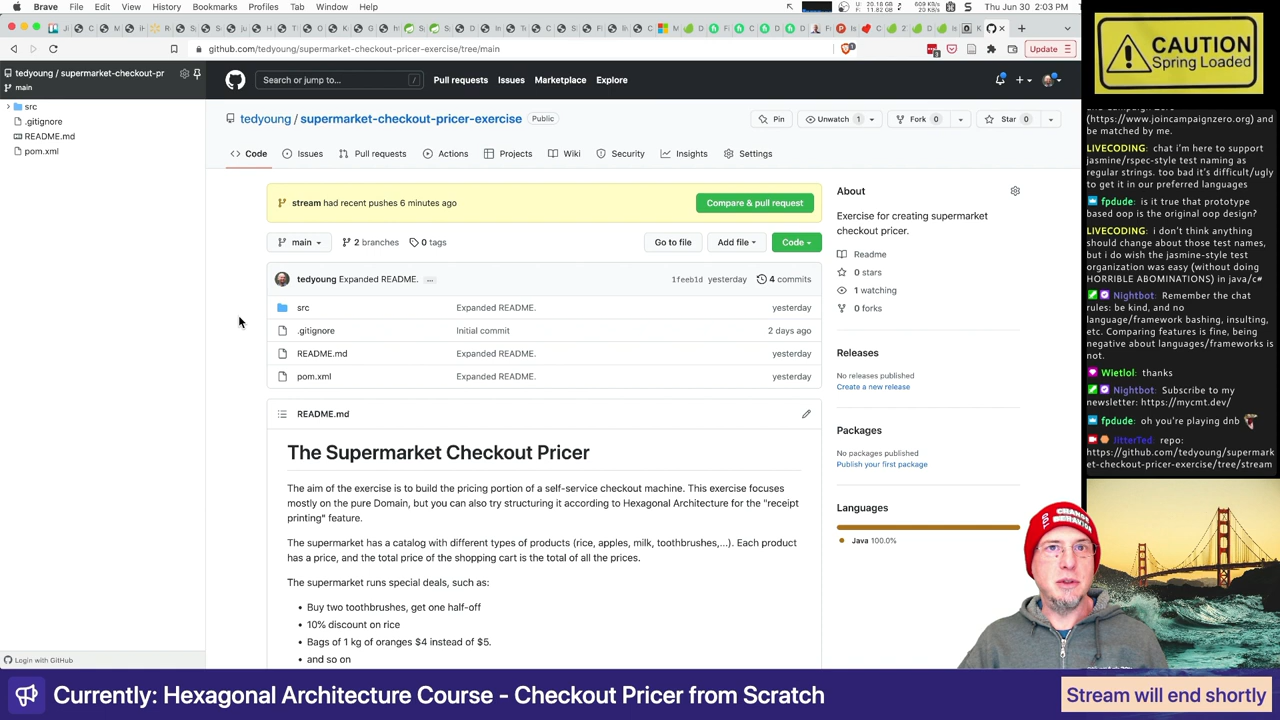 Brave File Edit View History Bookmarks Profiles Tab Window Help
Thu Jun 30 2:03 PM
github.com/tedyoung/supermarket-checkout-pricer-exercise/tree/main
Update
tedyoung / supermarket-checkout-pr
main
src
.gitignore
README.md
pom.xml
Login with GitHub
Search or jump to... /
Pull requests Issues Marketplace Explore
tedyoung / supermarket-checkout-pricer-exercise Public
Pin Unwatch 1 Fork 0 Star 0
Code Issues Pull requests Actions Projects Wiki Security Insights Settings
stream had recent pushes 6 minutes ago Compare & pull request
main 2 branches 0 tags Go to file Add file Code
tedyoung Expanded README. ... 1feeb1d yesterday 4 commits
src Expanded README. yesterday
.gitignore Initial commit 2 days ago
README.md Expanded README. yesterday
pom.xml Expanded README. yesterday
README.md
The Supermarket Checkout Pricer
The aim of the exercise is to build the pricing portion of a self-service checkout machine. This exercise focuses
mostly on the pure Domain, but you can also try structuring it according to Hexagonal Architecture for the "receipt
printing" feature.
The supermarket has a catalog with different types of products (rice, apples, milk, toothbrushes,...). Each product
has a price, and the total price of the shopping cart is the total of all the prices.
The supermarket runs special deals, such as:
• Buy two toothbrushes, get one half-off
• 10% discount on rice
• Bags of 1 kg of oranges $4 instead of $5.
• and so on
About
Exercise for creating supermarket
checkout pricer.
Readme
0 stars
1 watching
0 forks
Releases
No releases published
Create a new release
Packages
No packages published
Publish your first package
Languages
Java 100.0%
CAUTION
Spring Loaded
(https://www.joincampaignzero.org) and
be matched by me.
LIVECODING: chat i'm here to support
jasmine/rspec-style test naming as
regular strings. too bad it's difficult/ugly
to get it in our preferred languages
fpdude: is it true that prototype
based oop is the original oop design?
LIVECODING: i don't think anything
should change about those test names,
but i do wish the jasmine-style test
organization was easy (without doing
HORRIBLE ABOMINATIONS) in java/c#
Nightbot: Remember the chat
rules: be kind, and no
language/framework bashing, insulting,
etc. Comparing features is fine, being
negative about languages/frameworks is
not.
Wietlol: thanks
Nightbot: Subscribe to my
newsletter: https://mycmt.dev/
fpdude: oh you're playing dnb
JitterTed: repo:
https://github.com/tedyoung/supermark
et-checkout-pricer-exercise/tree/stream
Currently: Hexagonal Architecture Course - Checkout Pricer from Scratch
Stream will end shortly